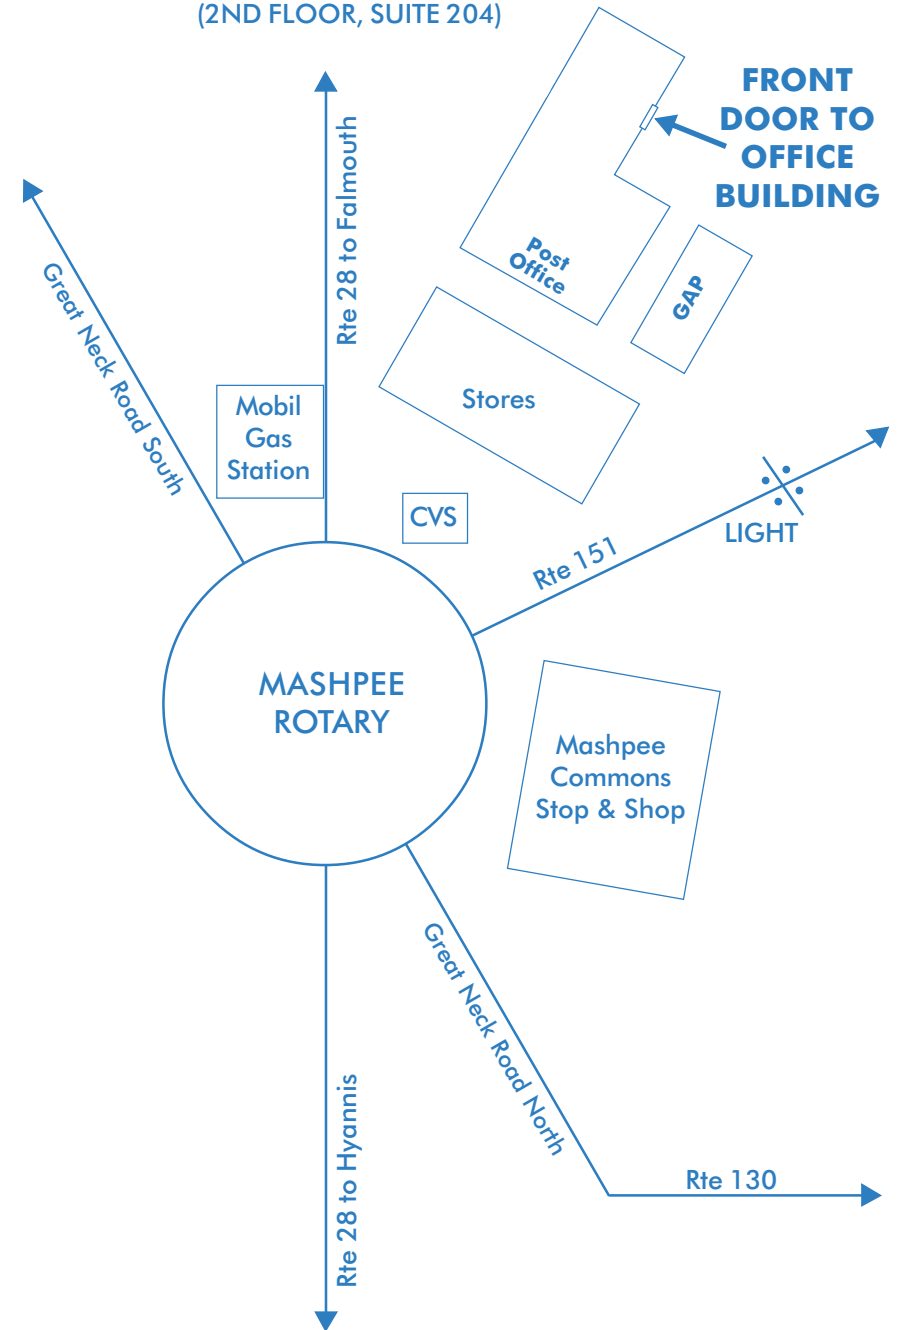 (2ND FLOOR, SUITE 204)
FRONT
DOOR TO
OFFICE
BUILDING
Rte 28 to Falmouth
Great Neck Road South
Post
Office
GAP
Mobil
Gas
Station
Stores
CVS
LIGHT
Rte 151
MASHPEE
ROTARY
Mashpee
Commons
Stop & Shop
Great Neck Road North
Rte 28 to Hyannis
Rte 130